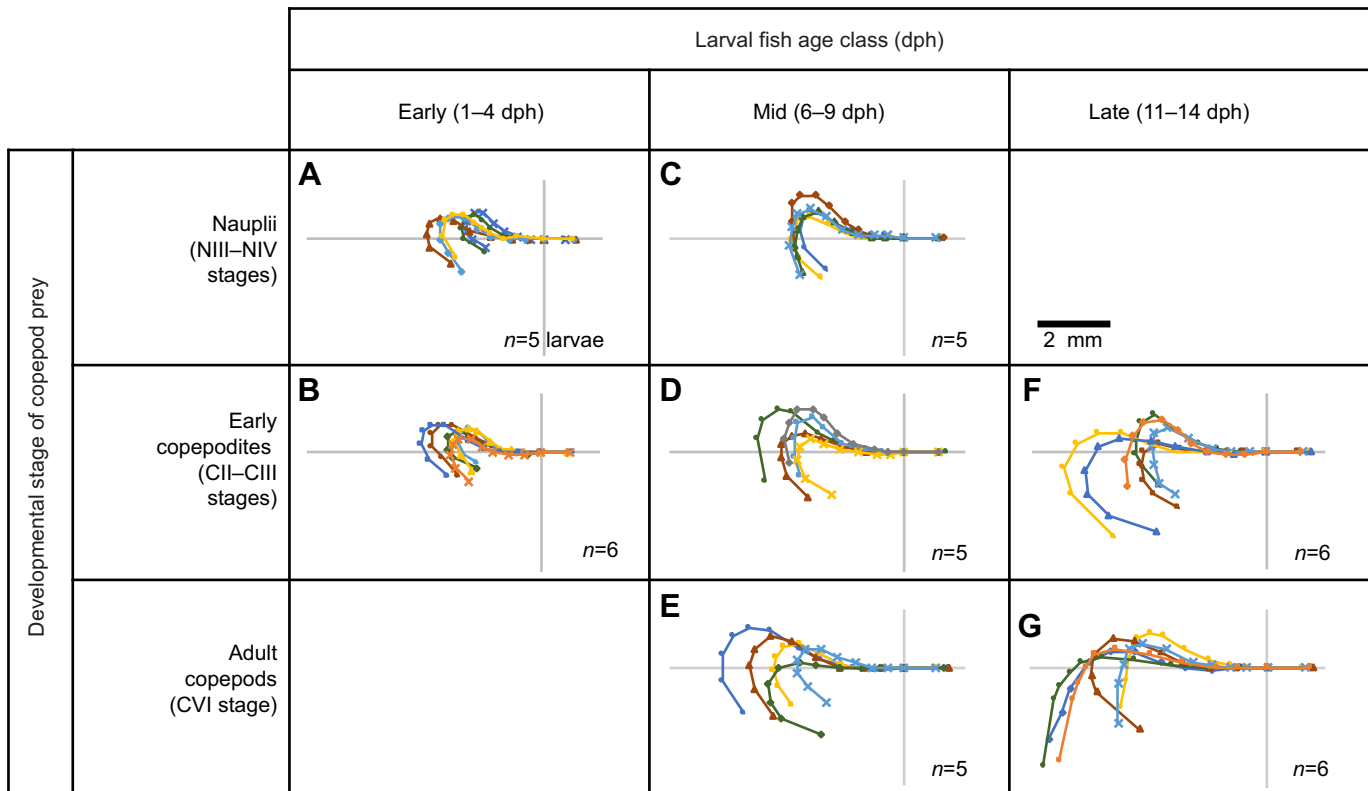 Larval fish age class (dph)
Early (1–4 dph)
Mid (6–9 dph)
Late (11–14 dph)
Developmental stage of copepod prey
Nauplii
(NIII–NIV
stages)
A
n=5 larvae
C
n=5
2 mm
Early
copepodites
(CII–CIII
stages)
B
n=6
D
n=5
F
n=6
Adult
copepods
(CVI stage)
E
n=5
G
n=6